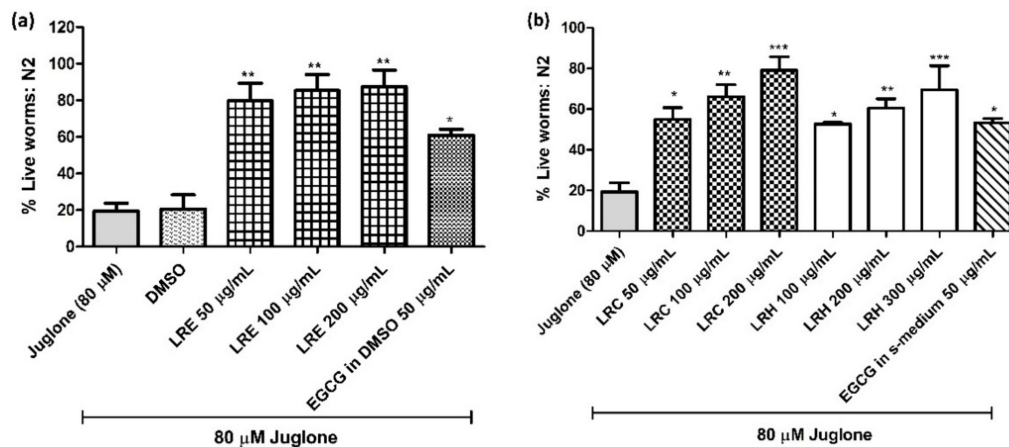 (a)
% Live worms: N2
120
100
80
60
40
20
0
**
**
**
*
Juglone (80 µM)
DMSO
LRE 50 µg/mL
LRE 100 µg/mL
LRE 200 µg/mL
EGCG in DMSO 50 µg/mL
80 µM Juglone
(b)
% Live worms: N2
100
80
60
40
20
0
*
**
***
*
**
***
*
Juglone (80 µM)
LRC 50 µg/mL
LRC 100 µg/mL
LRC 200 µg/mL
LRH 100 µg/mL
LRH 200 µg/mL
LRH 300 µg/mL
EGCG in s-medium 50 µg/mL
80 µM Juglone